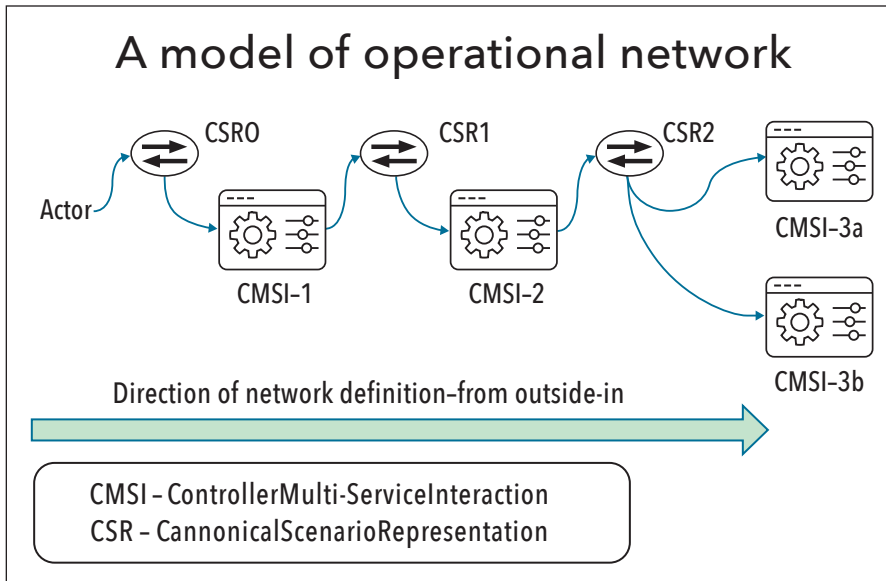 A model of operational network
CSR0
CSR1
CSR2
Actor
CMSI–3a
CMSI–1
CMSI–2
CMSI–3b
Direction of network definition–from outside-in
CMSI – ControllerMulti-ServiceInteraction
CSR – CannonicalScenarioRepresentation